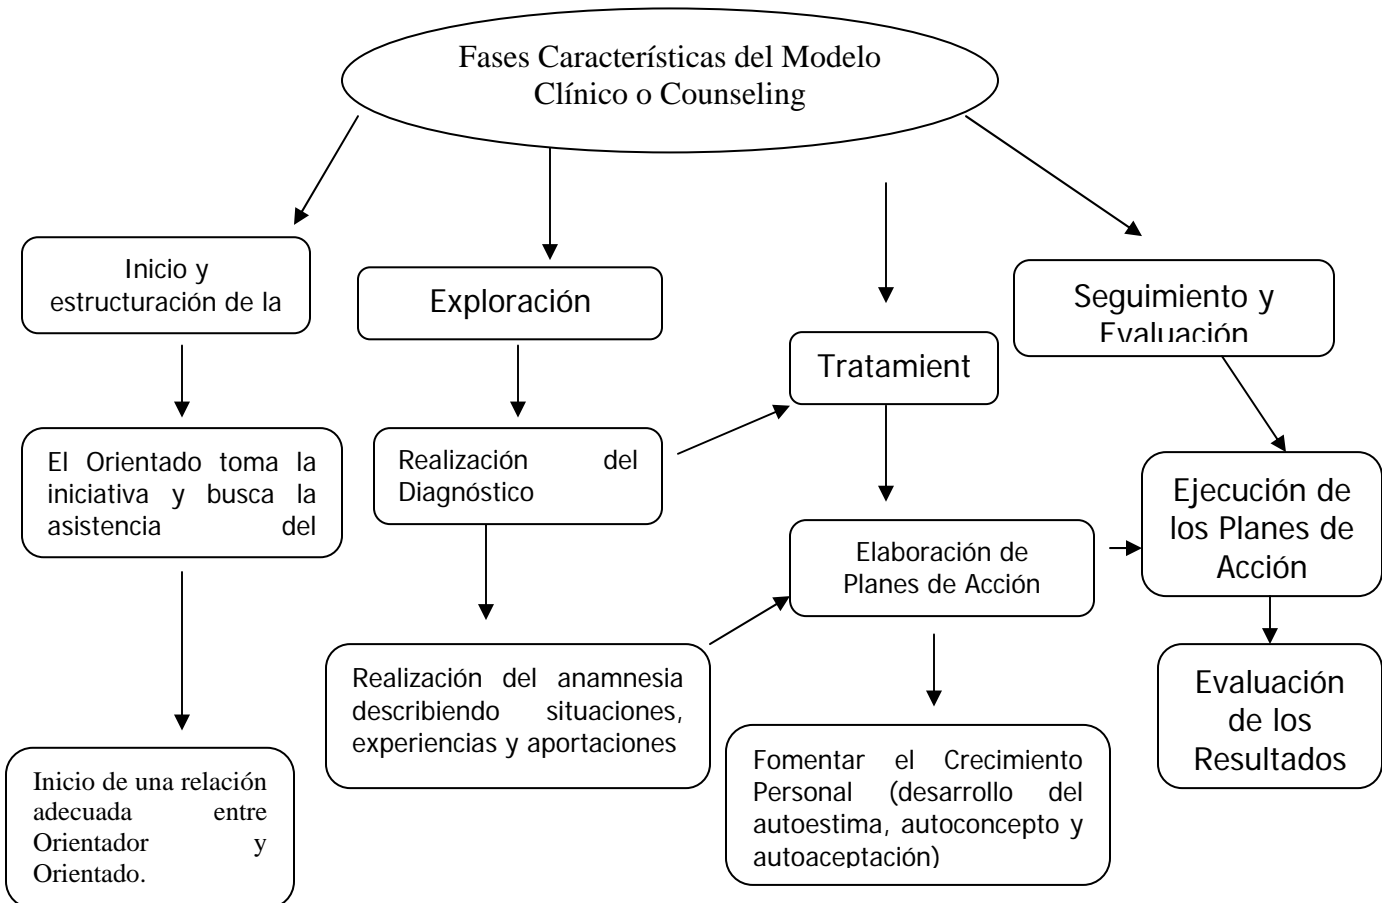 Fases Características del Modelo
Clínico o Counseling
Inicio y
estructuración de la
Exploración
Tratamient
Seguimiento y
Evaluación
El Orientado toma la
iniciativa y busca la
asistencia del
Realización del
Diagnóstico
Elaboración de
Planes de Acción
Ejecución de
los Planes de
Acción
Inicio de una relación
adecuada entre
Orientador y
Orientado.
Realización del anamnesia
describiendo situaciones,
experiencias y aportaciones
Fomentar el Crecimiento
Personal (desarrollo del
autoestima, autoconcepto y
autoaceptación)
Evaluación
de los
Resultados